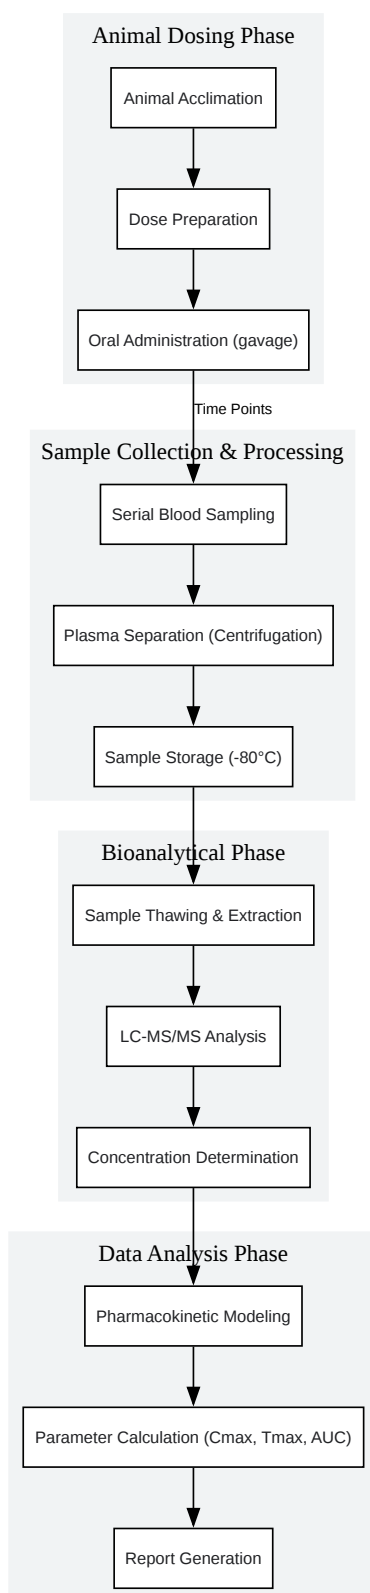 Animal Dosing Phase
Animal Acclimation
Dose Preparation
Oral Administration (gavage)
Time Points
Sample Collection & Processing
Serial Blood Sampling
Plasma Separation (Centrifugation)
Sample Storage (-80°C)
Bioanalytical Phase
Sample Thawing & Extraction
LC-MS/MS Analysis
Concentration Determination
Data Analysis Phase
Pharmacokinetic Modeling
Parameter Calculation (Cmax, Tmax, AUC)
Report Generation